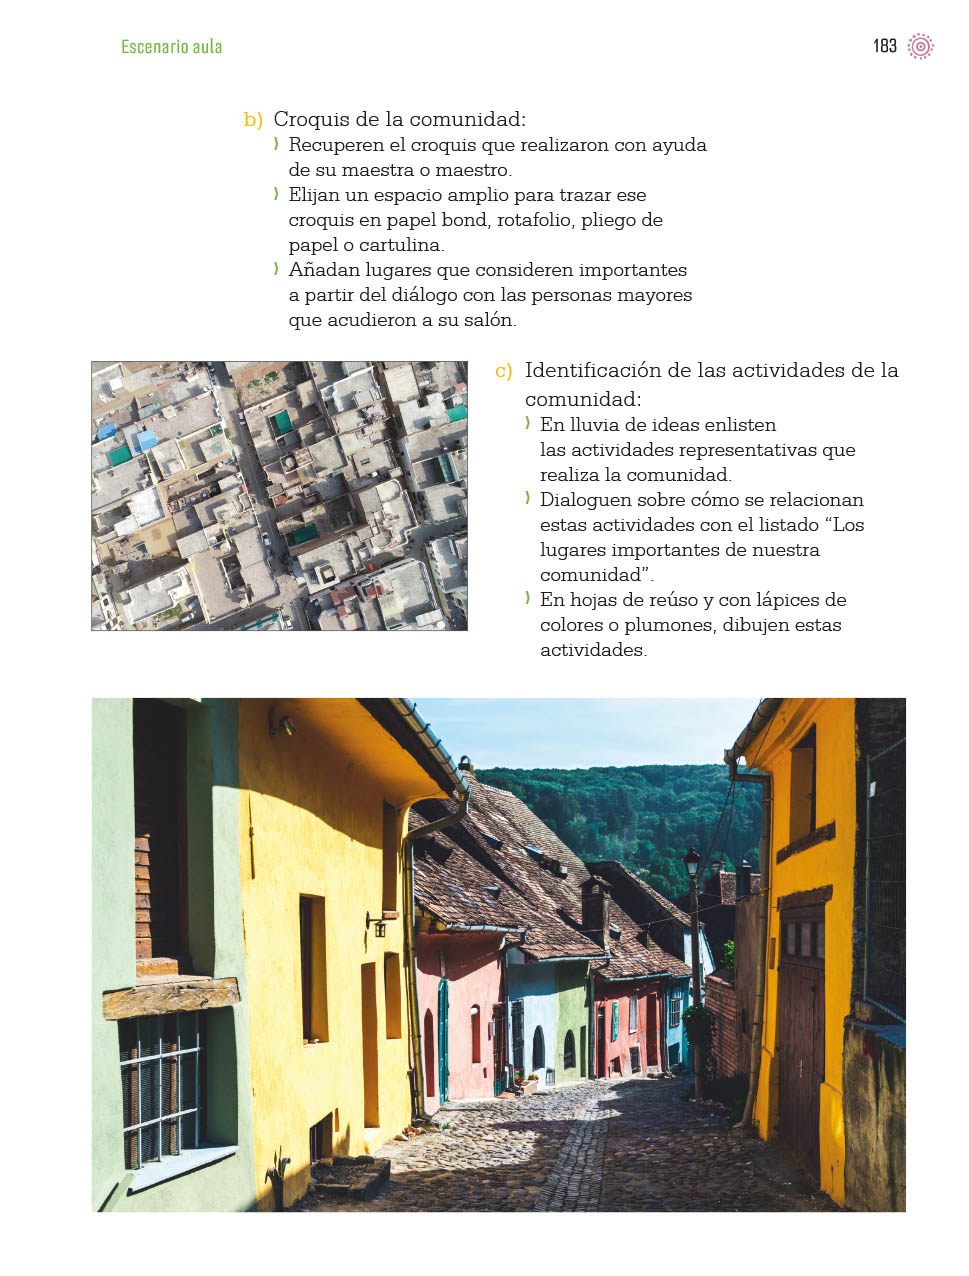 Escenario aula
183
b) Croquis de la comunidad:
⟩ Recuperen el croquis que realizaron con ayuda
de su maestra o maestro.
⟩ Elijan un espacio amplio para trazar ese
croquis en papel bond, rotafolio, pliego de
papel o cartulina.
⟩ Añadan lugares que consideren importantes
a partir del diálogo con las personas mayores
que acudieron a su salón.
c) Identificación de las actividades de la
comunidad:
⟩ En lluvia de ideas enlisten
las actividades representativas que
realiza la comunidad.
⟩ Dialoguen sobre cómo se relacionan
estas actividades con el listado “Los
lugares importantes de nuestra
comunidad”.
⟩ En hojas de reúso y con lápices de
colores o plumones, dibujen estas
actividades.